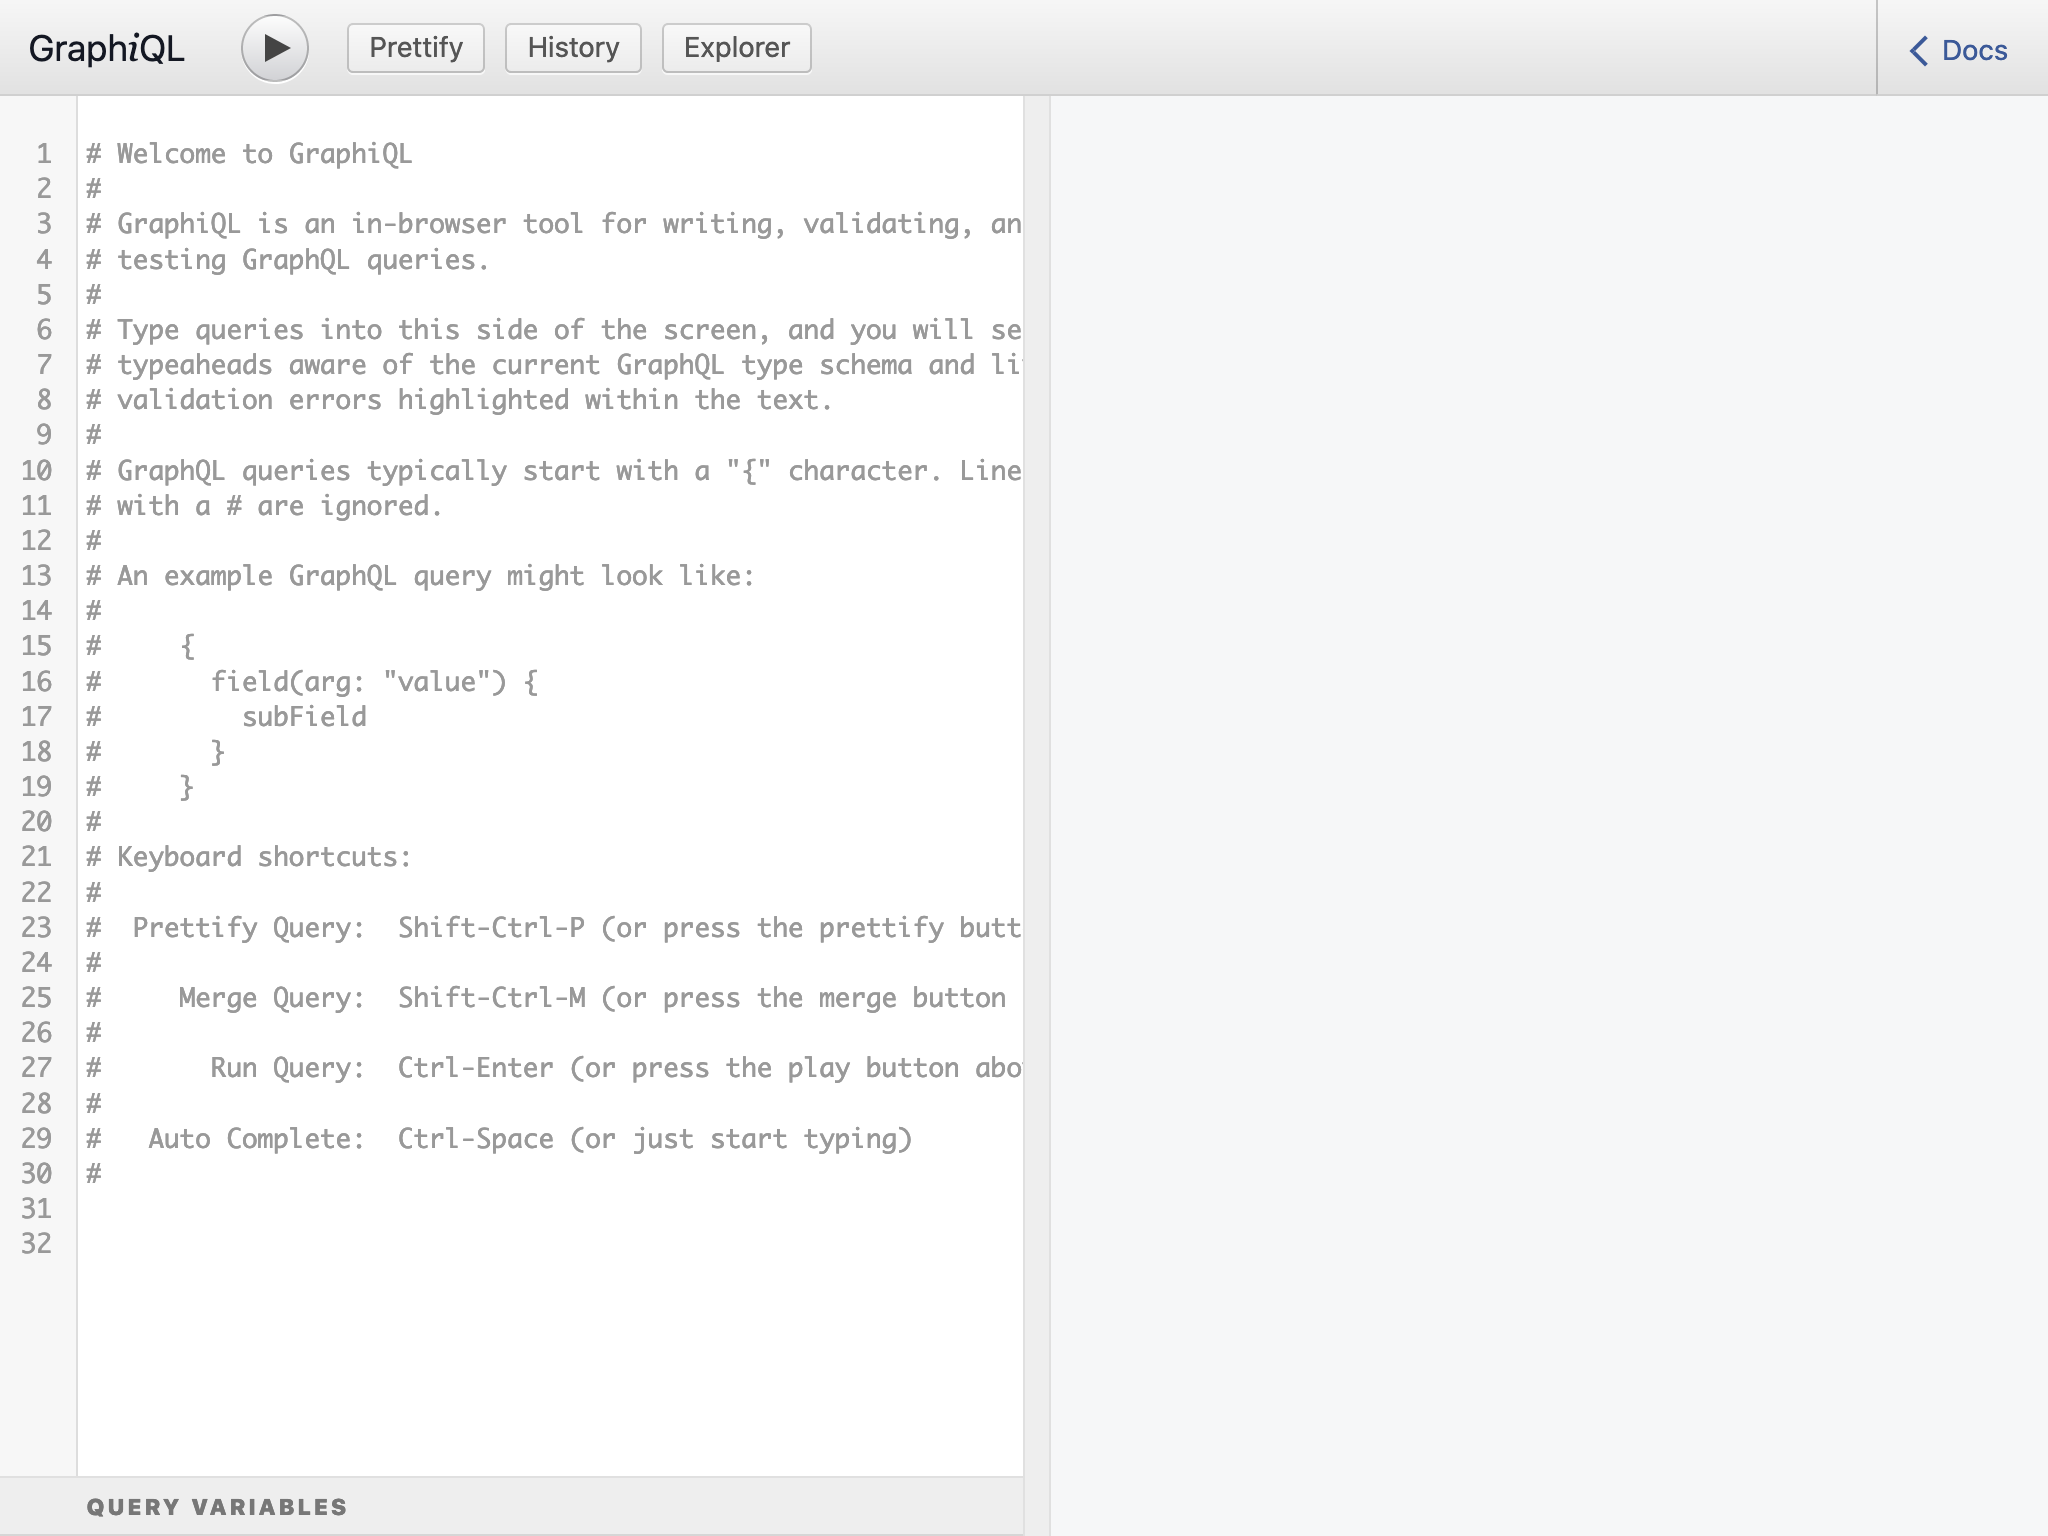 GraphiQL
Prettify
History
Explorer
Docs
1 # Welcome to GraphiQL
2 #
3 # GraphiQL is an in-browser tool for writing, validating, an
4 # testing GraphQL queries.
5 #
6 # Type queries into this side of the screen, and you will se
7 # typeaheads aware of the current GraphQL type schema and li
8 # validation errors highlighted within the text.
9 #
10 # GraphQL queries typically start with a "{" character. Line
11 # with a # are ignored.
12 #
13 # An example GraphQL query might look like:
14 #
15 #     {
16 #       field(arg: "value") {
17 #         subField
18 #       }
19 #     }
20 #
21 # Keyboard shortcuts:
22 #
23 #  Prettify Query:  Shift-Ctrl-P (or press the prettify butt
24 #
25 #     Merge Query:  Shift-Ctrl-M (or press the merge button
26 #
27 #       Run Query:  Ctrl-Enter (or press the play button abo
28 #
29 #   Auto Complete:  Ctrl-Space (or just start typing)
30 #
31
32
QUERY VARIABLES